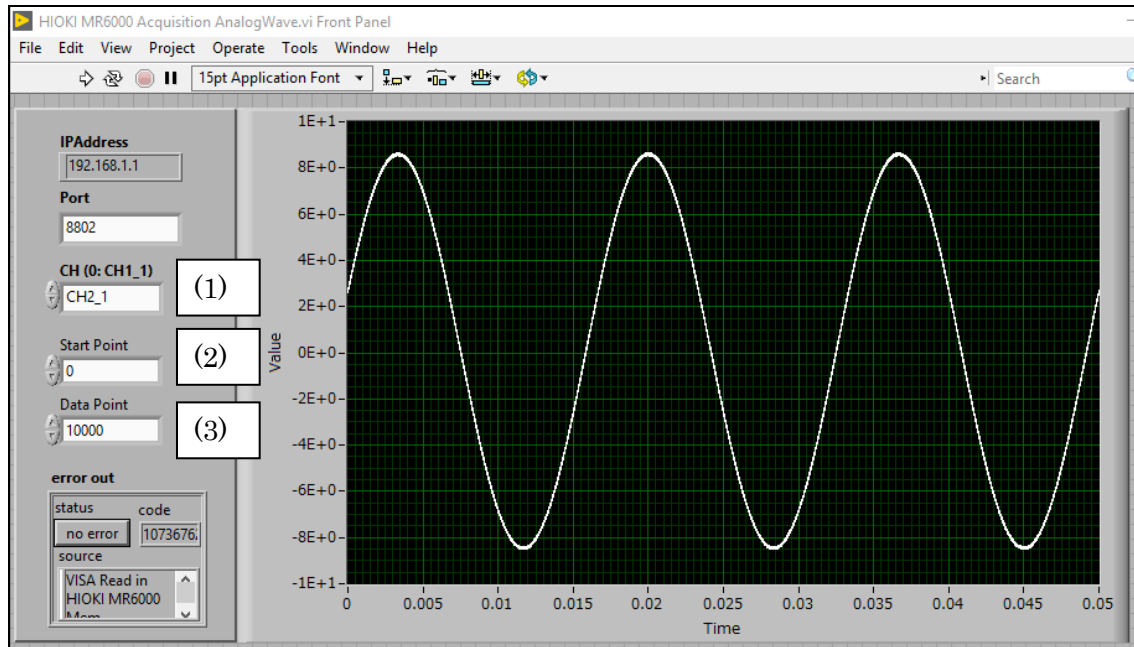 HIOKI MR6000 Acquisition AnalogWave.vi Front Panel
File Edit View Project Operate Tools Window Help
15pt Application Font
Search
IPAddress
192.168.1.1
Port
8802
CH (0: CH1_1)
CH2_1
(1)
Start Point
0
(2)
Data Point
10000
(3)
error out
status code
no error
source
VISA Read in
HIOKI MR6000
Value
1E+1
8E+0
6E+0
4E+0
2E+0
0E+0
-2E+0
-4E+0
-6E+0
-8E+0
-1E+1
0 0.005 0.01 0.015 0.02 0.025 0.03 0.035 0.04 0.045 0.05
Time